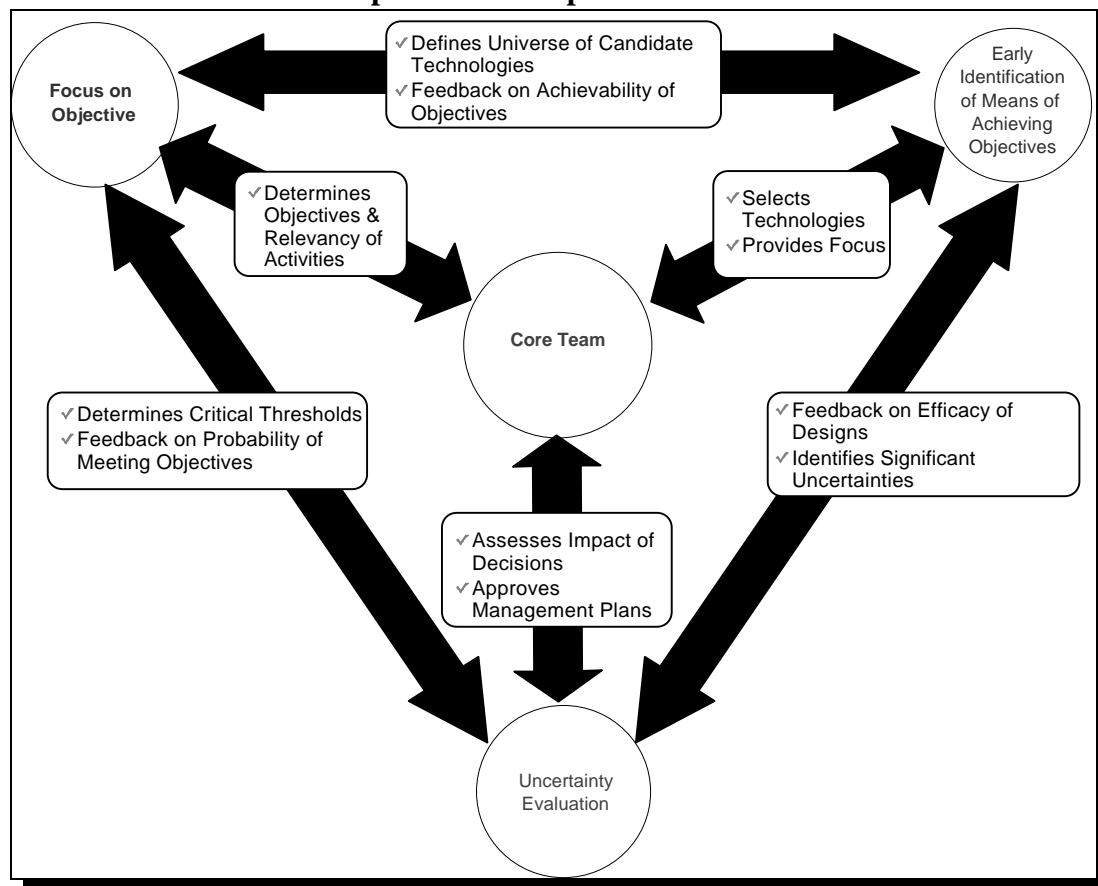 Defines Universe of Candidate
Technologies
Feedback on Achievability of
Objectives
Focus on
Objective
Early
Identification
of Means of
Achieving
Objectives
Determines
Objectives &
Relevancy of
Activities
Selects
Technologies
Provides Focus
Core Team
Determines Critical Thresholds
Feedback on Probability of
Meeting Objectives
Feedback on Efficacy of
Designs
Identifies Significant
Uncertainties
Assesses Impact of
Decisions
Approves
Management Plans
Uncertainty
Evaluation